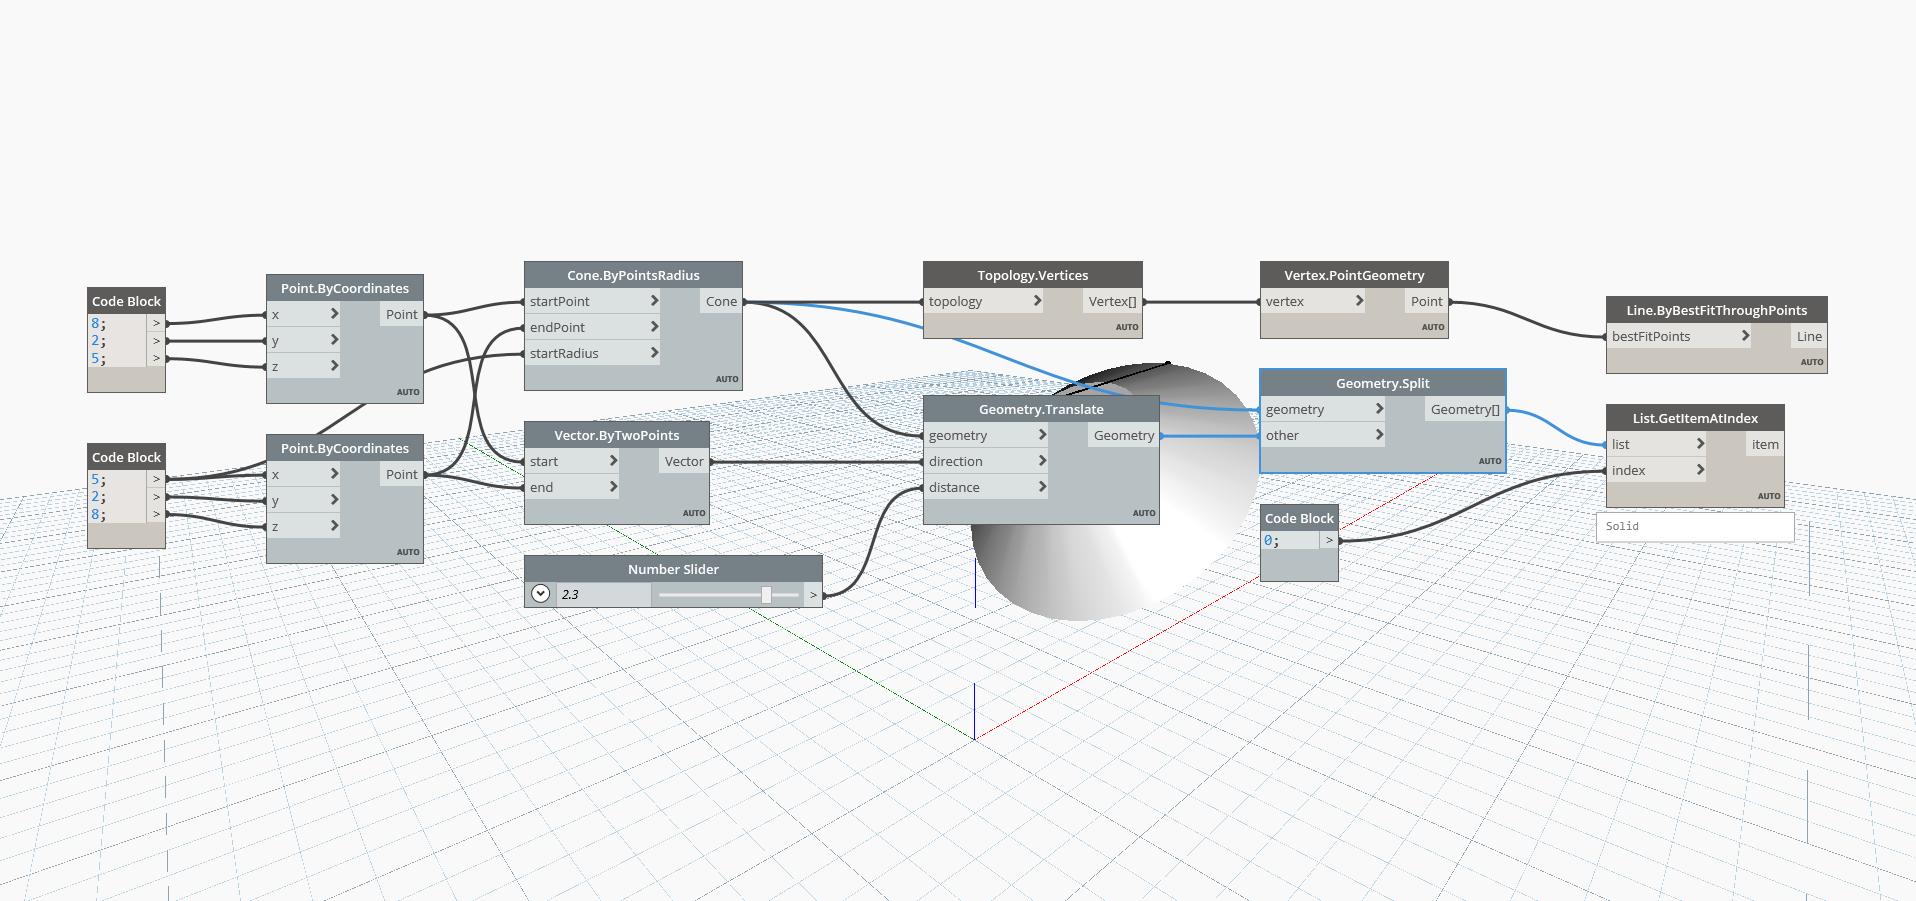 Code Block
8; >
2; >
5; >
Point.ByCoordinates
x > Point
y >
z >
AUTO
Code Block
5; >
2; >
8; >
Point.ByCoordinates
x > Point
y >
z >
AUTO
Cone.ByPointsRadius
startPoint > Cone
endPoint >
startRadius >
AUTO
Vector.ByTwoPoints
start > Vector
end >
AUTO
Number Slider
2.3 >
Topology.Vertices
topology > Vertex[]
AUTO
Geometry.Translate
geometry > Geometry
direction >
distance >
AUTO
Vertex.PointGeometry
vertex > Point
AUTO
Geometry.Split
geometry > Geometry[]
other >
AUTO
Code Block
0; >
Line.ByBestFitThroughPoints
bestFitPoints > Line
AUTO
List.GetItemAtIndex
list > item
index >
AUTO
Solid